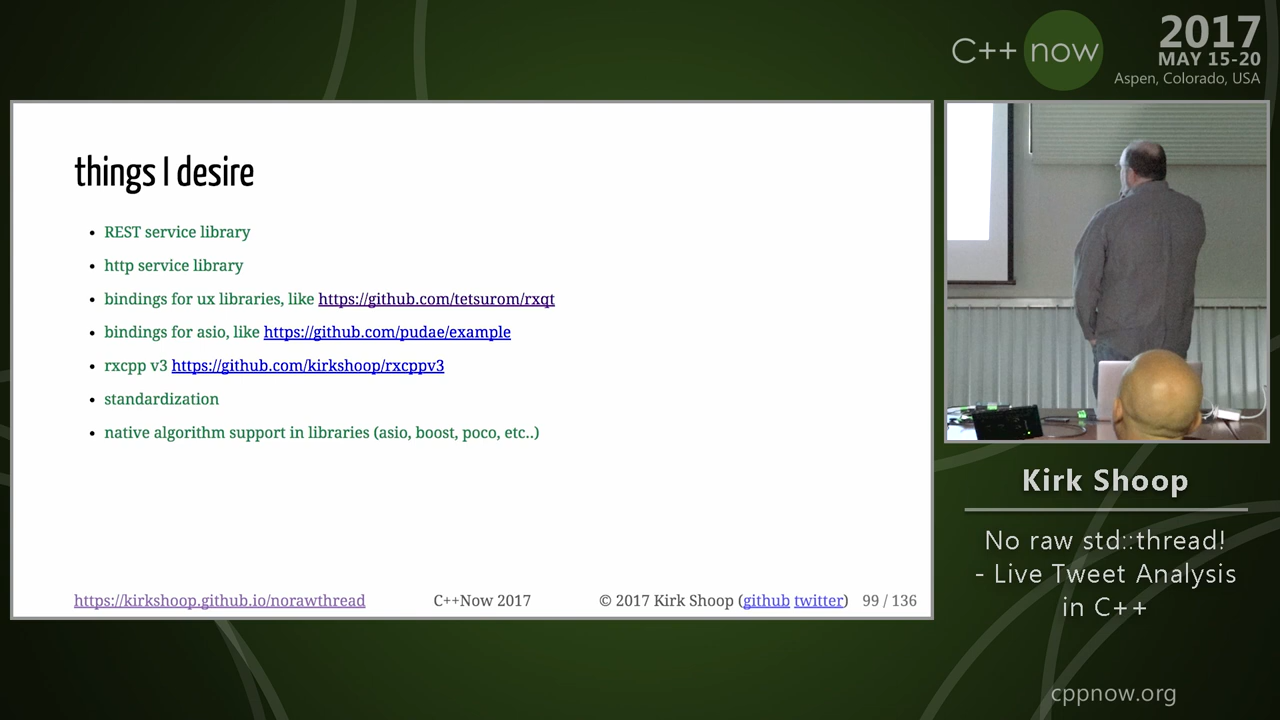 C++ now
2017
MAY 15-20
Aspen, Colorado, USA
things I desire
REST service library
http service library
bindings for ux libraries, like https://github.com/tetsurom/rxqt
bindings for asio, like https://github.com/pudae/example
rxcpp v3 https://github.com/kirkshoop/rxcppv3
standardization
native algorithm support in libraries (asio, boost, poco, etc..)
https://kirkshoop.github.io/norawthread C++Now 2017 © 2017 Kirk Shoop (github twitter) 99 / 136
Kirk Shoop
No raw std::thread!
- Live Tweet Analysis
in C++
cppnow.org